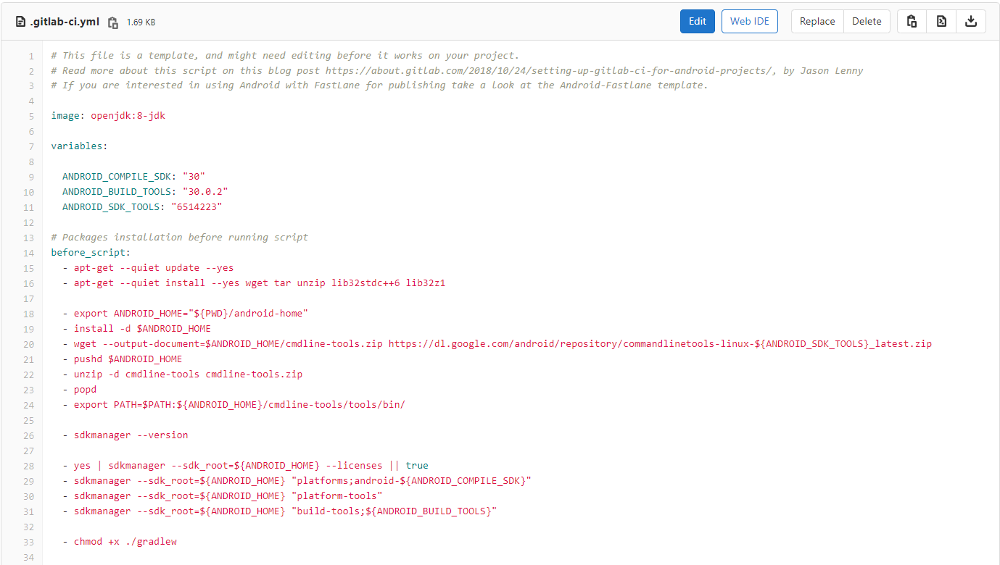 .gitlab-ci.yml 1.69 KB Edit Web IDE Replace Delete
1 # This file is a template, and might need editing before it works on your project.
2 # Read more about this script on this blog post https://about.gitlab.com/2018/10/24/setting-up-gitlab-ci-for-android-projects/, by Jason Lenny
3 # If you are interested in using Android with FastLane for publishing take a look at the Android-Fastlane template.
4
5 image: openjdk:8-jdk
6
7 variables:
8
9 ANDROID_COMPILE_SDK: "30"
10 ANDROID_BUILD_TOOLS: "30.0.2"
11 ANDROID_SDK_TOOLS: "6514223"
12
13 # Packages installation before running script
14 before_script:
15 - apt-get --quiet update --yes
16 - apt-get --quiet install --yes wget tar unzip lib32stdc++6 lib32z1
17
18 - export ANDROID_HOME="${PWD}/android-home"
19 - install -d $ANDROID_HOME
20 - wget --output-document=$ANDROID_HOME/cmdline-tools.zip https://dl.google.com/android/repository/commandlinetools-linux-${ANDROID_SDK_TOOLS}_latest.zip
21 - pushd $ANDROID_HOME
22 - unzip -d cmdline-tools cmdline-tools.zip
23 - popd
24 - export PATH=$PATH:${ANDROID_HOME}/cmdline-tools/tools/bin/
25
26 - sdkmanager --version
27
28 - yes | sdkmanager --sdk_root=${ANDROID_HOME} --licenses || true
29 - sdkmanager --sdk_root=${ANDROID_HOME} "platforms;android-${ANDROID_COMPILE_SDK}"
30 - sdkmanager --sdk_root=${ANDROID_HOME} "platform-tools"
31 - sdkmanager --sdk_root=${ANDROID_HOME} "build-tools;${ANDROID_BUILD_TOOLS}"
32
33 - chmod +x ./gradlew
34